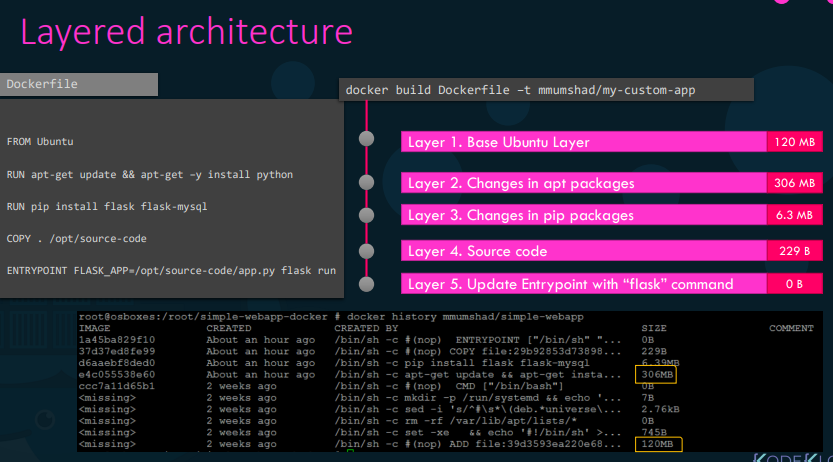 Layered architecture
Dockerfile
docker build Dockerfile –t mmumshad/my-custom-app
FROM Ubuntu
RUN apt-get update && apt-get –y install python
RUN pip install flask flask-mysql
COPY . /opt/source-code
ENTRYPOINT FLASK_APP=/opt/source-code/app.py flask run
Layer 1. Base Ubuntu Layer 120 MB
Layer 2. Changes in apt packages 306 MB
Layer 3. Changes in pip packages 6.3 MB
Layer 4. Source code 229 B
Layer 5. Update Entrypoint with “flask” command 0 B
root@osboxes:/root/simple-webapp-docker # docker history mmumshad/simple-webapp
IMAGE CREATED CREATED BY SIZE COMMENT
1a45ba829f10 About an hour ago /bin/sh -c #(nop) ENTRYPOINT ["/bin/sh" "... 0B
37d37ed8fe99 About an hour ago /bin/sh -c #(nop) COPY file:29b92853d73898... 229B
d6aaebf8ded0 About an hour ago /bin/sh -c pip install flask flask-mysql 6.39MB
e4c055538e60 About an hour ago /bin/sh -c apt-get update && apt-get insta... 306MB
ccc7a11d65b1 2 weeks ago /bin/sh -c #(nop) CMD ["/bin/bash"] 0B
<missing> 2 weeks ago /bin/sh -c mkdir -p /run/systemd && echo '... 7B
<missing> 2 weeks ago /bin/sh -c sed -i 's/^#\s*\(deb.*universe\... 2.76kB
<missing> 2 weeks ago /bin/sh -c rm -rf /var/lib/apt/lists/* 0B
<missing> 2 weeks ago /bin/sh -c set -xe && echo '#!/bin/sh' >... 745B
<missing> 2 weeks ago /bin/sh -c #(nop) ADD file:39d3593ea220e68... 120MB